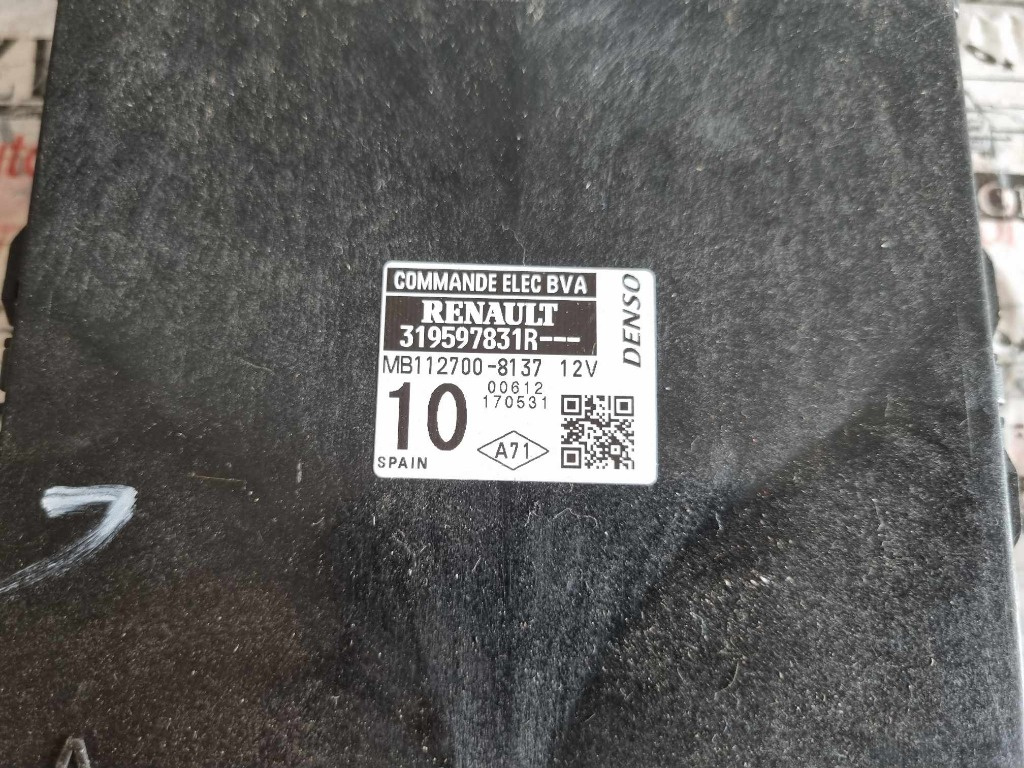 COMMANDE ELEC BVA
RENAULT
319597831R---
DENSO
MB112700-8137 12V
10
00612
170531
A71
SPAIN